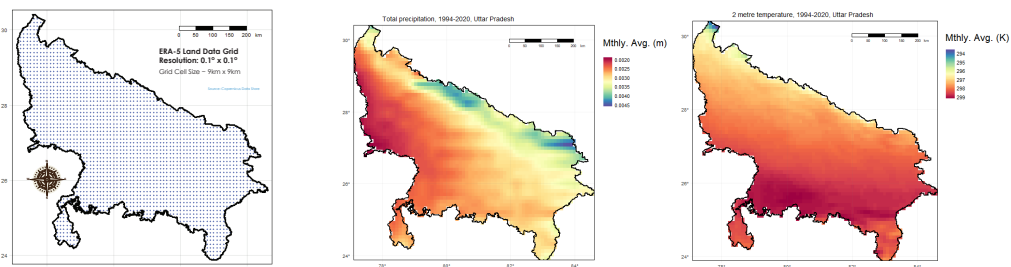 30
28
26
24
0 50 100 150 200 km
ERA-5 Land Data Grid
Resolution: 0.1° x 0.1°
Grid Cell Size ~ 9km x 9km
Total precipitation, 1994-2020, Uttar Pradesh
30°
28°
26°
24°
78°
80°
82°
84°
0 50 100 150 200 km
Mthly. Avg. (m)
0.0020
0.0025
0.0030
0.0035
0.0040
0.0045
2 metre temperature, 1994-2020, Uttar Pradesh
30°
28°
26°
24°
0 50 100 150 200 km
Mthly. Avg. (K)
294
295
296
297
298
299